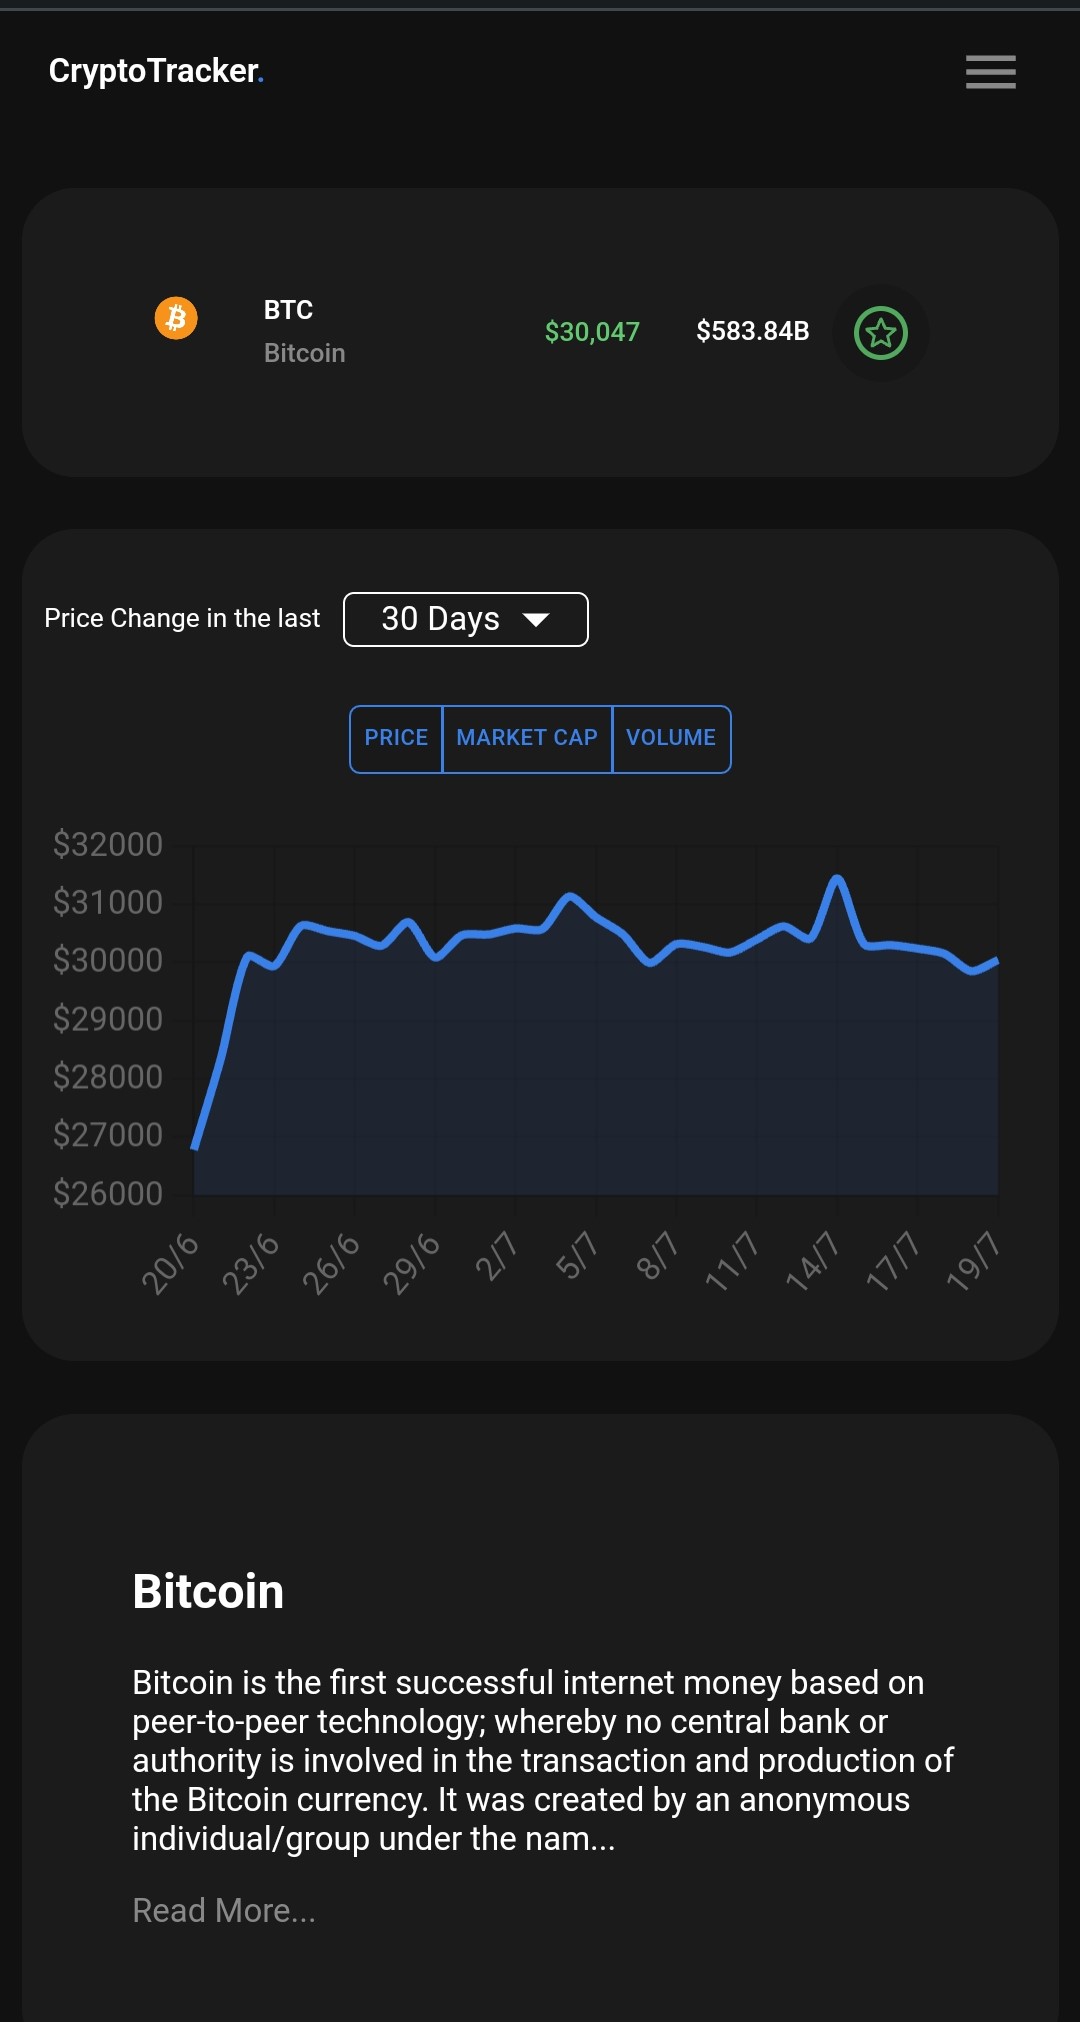 CryptoTracker.
BTC
Bitcoin
$30,047
$583.84B
Price Change in the last
30 Days
PRICE
MARKET CAP
VOLUME
$32000
$31000
$30000
$29000
$28000
$27000
$26000
20/6
23/6
26/6
29/6
2/7
5/7
8/7
11/7
14/7
17/7
19/7
Bitcoin
Bitcoin is the first successful internet money based on
peer-to-peer technology; whereby no central bank or
authority is involved in the transaction and production of
the Bitcoin currency. It was created by an anonymous
individual/group under the nam...
Read More...